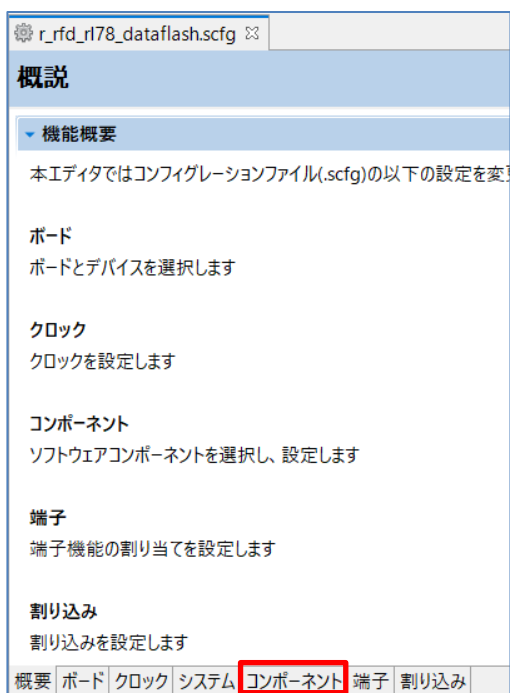 r_rfd_rl78_dataflash.scfg
概説
機能概要
本エディタではコンフィグレーションファイル(.scfg)の以下の設定を変
ボード
ボードとデバイスを選択します
クロック
クロックを設定します
コンポーネント
ソフトウェアコンポーネントを選択し、設定します
端子
端子機能の割り当てを設定します
割り込み
割り込みを設定します
概要 ボード クロック システム コンポーネント 端子 割り込み